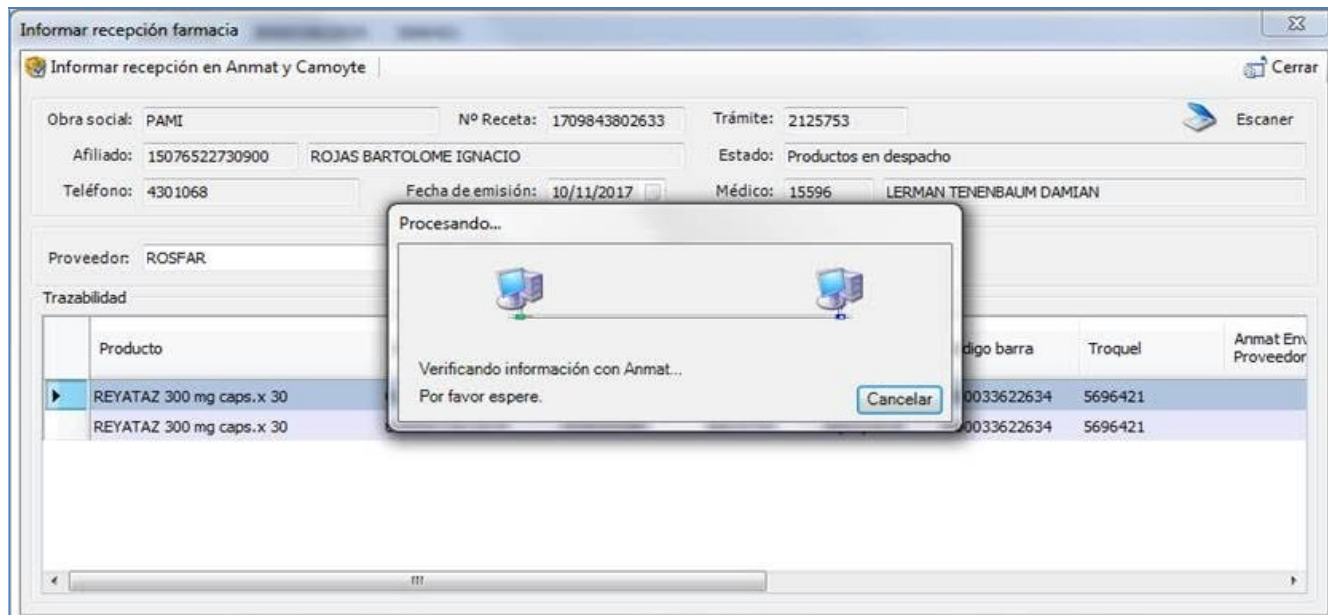 Informar recepción farmacia
Informar recepción en Anmat y Camoyte
Cerrar
Obra social: PAMI Nº Receta: 1709843802633 Trámite: 2125753 Escaner
Afiliado: 15076522730900 ROJAS BARTOLOME IGNACIO Estado: Productos en despacho
Teléfono: 4301068 Fecha de emisión: 10/11/2017 Médico: 15596 LERMAN TENENBAUM DAMIAN
Procesando...
Proveedor: ROSFAR
Trazabilidad
Producto digo barra Troquel Anmat Env
Proveedor
Verificando información con Anmat...
Por favor espere.
Cancelar
REYATAZ 300 mg caps.x 30 0033622634 5696421
REYATAZ 300 mg caps.x 30 0033622634 5696421